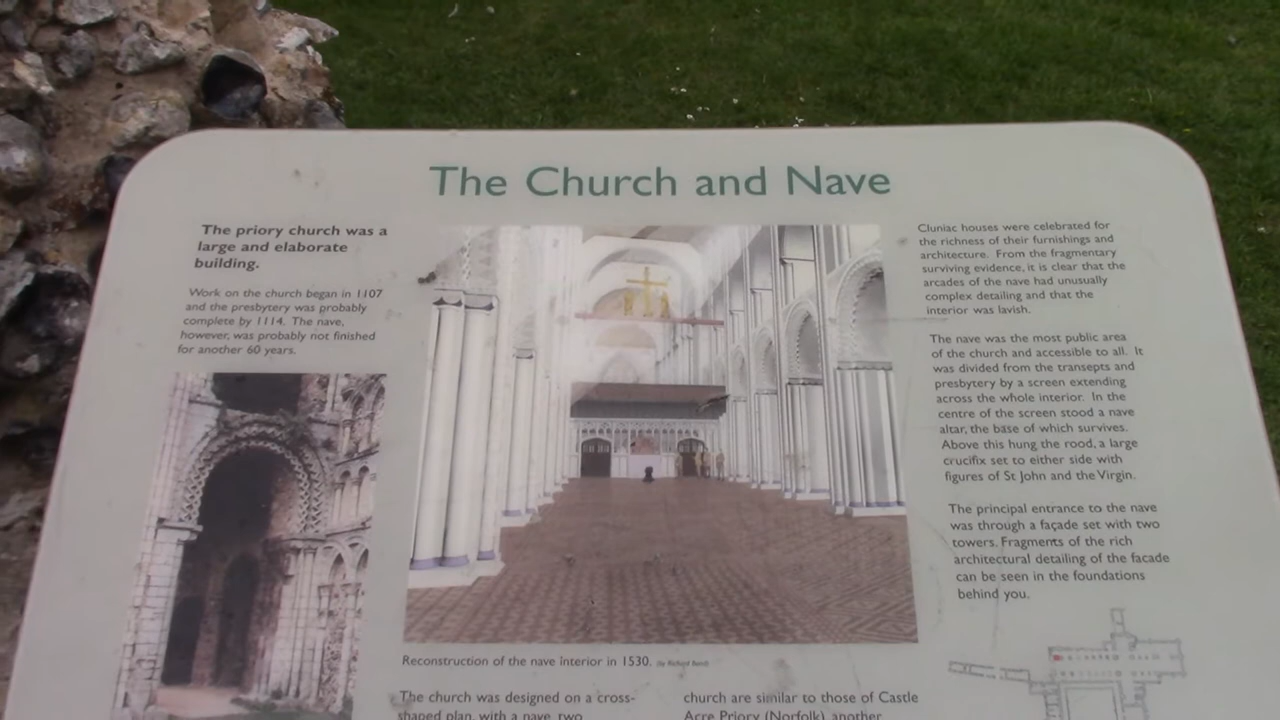 The Church and Nave
The priory church was a
large and elaborate
building.
Work on the church began in 1107
and the presbytery was probably
complete by 1114. The nave,
however, was probably not finished
for another 60 years.
Reconstruction of the nave interior in 1530.
The church was designed on a cross-
shaped plan, with a nave, two
church are similar to those of Castle
Acre Priory (Norfolk), another
Cluniac houses were celebrated for
the richness of their furnishings and
architecture. From the fragmentary
surviving evidence, it is clear that the
arcades of the nave had unusually
complex detailing and that the
interior was lavish.
The nave was the most public area
of the church and accessible to all. It
was divided from the transepts and
presbytery by a screen extending
across the whole interior. In the
centre of the screen stood a nave
altar, the base of which survives.
Above this hung the rood, a large
crucifix set to either side with
figures of St John and the Virgin.
The principal entrance to the nave
was through a façade set with two
towers. Fragments of the rich
architectural detailing of the facade
can be seen in the foundations
behind you.